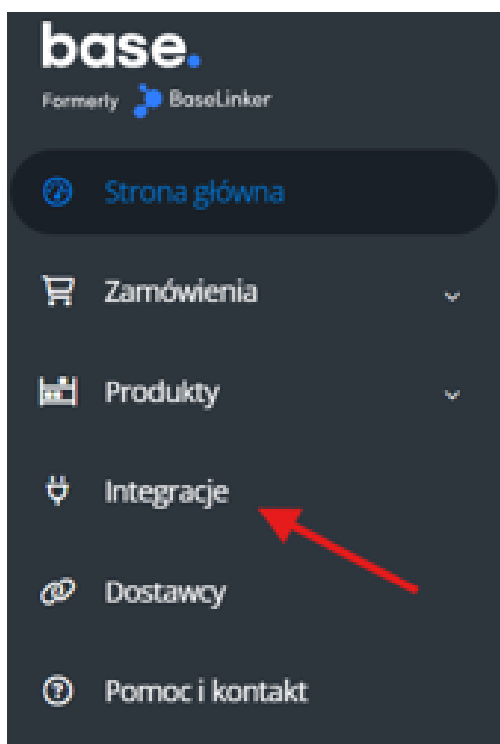 base.
Formerly BaseLinker
Strona główna
Zamówienia
Produkty
Integracje
Dostawcy
Pomoc i kontakt